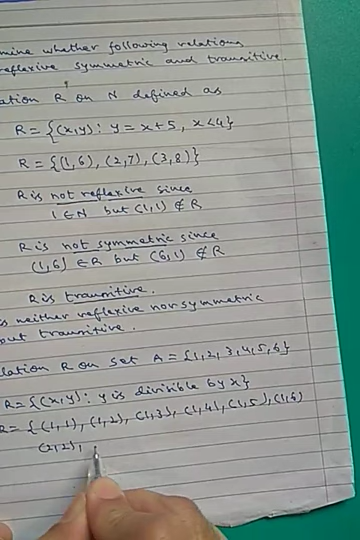 mine whether following relations
reflexive symmetric and transitive.
ation R on N defined as
R = {(x,y): y = x+5, x<4}
R = {(1,6), (2,7), (3,8)}
R is not reflexive since
1 ∈ N but (1,1) ∉ R
R is not symmetric since
(1,6) ∈ R but (6,1) ∉ R
R is transitive.
is neither reflexive nor symmetric
but transitive.
lation R on set A = {1,2,3,4,5,6}
R = {(x,y): y is divisible by x}
R = {(1,1), (1,2), (1,3), (1,4), (1,5), (1,6)
(2,2),